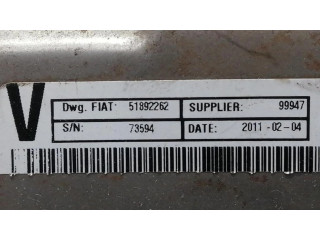 V
Dwg. FIAT: 51892262 SUPPLIER: 99947
S/N: 73594 DATE: 2011-02-04